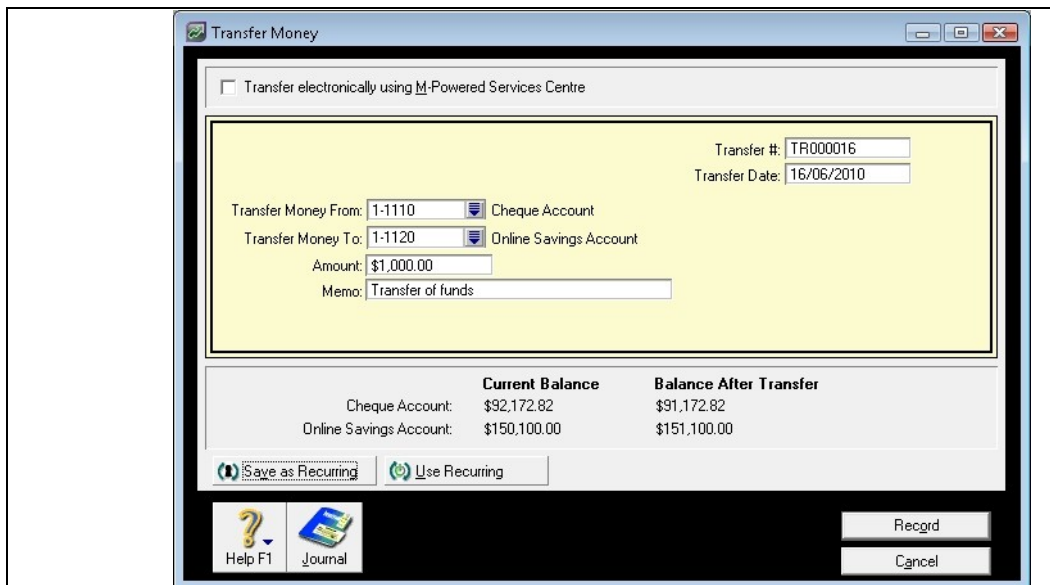 Transfer Money
Transfer electronically using M-Powered Services Centre
Transfer #: TR000016
Transfer Date: 16/06/2010
Transfer Money From: 1-1110 Cheque Account
Transfer Money To: 1-1120 Online Savings Account
Amount: $1,000.00
Memo: Transfer of funds
Current Balance Balance After Transfer
Cheque Account: $92,172.82 $91,172.82
Online Savings Account: $150,100.00 $151,100.00
Save as Recurring Use Recurring
Help F1 Journal
Record
Cancel